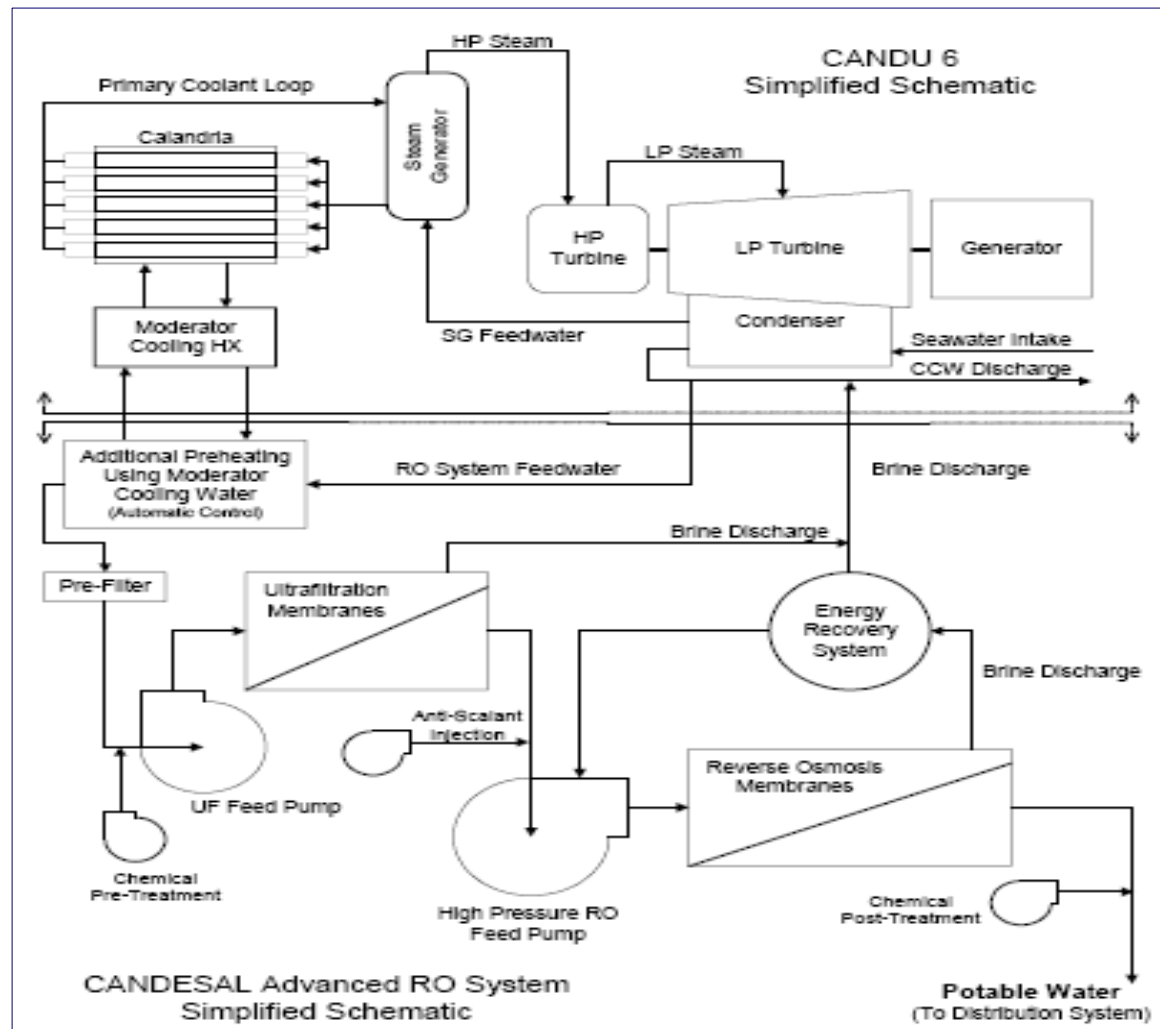 HP Steam
CANDU 6
Simplified Schematic
Primary Coolant Loop
Calandria
Steam
Generator
LP Steam
HP
Turbine
LP Turbine
Generator
Moderator
Cooling HX
SG Feedwater
Condenser
Seawater Intake
CCW Discharge
Additional Preheating
Using Moderator
Cooling Water
(Automatic Control)
RO System Feedwater
Brine Discharge
Brine Discharge
Pre-Filter
Ultrafiltration
Membranes
Energy
Recovery
System
Brine Discharge
Anti-Scalant
Injection
Reverse Osmosis
Membranes
UF Feed Pump
Chemical
Pre-Treatment
High Pressure RO
Feed Pump
Chemical
Post-Treatment
CANDESAL Advanced RO System
Simplified Schematic
Potable Water
(To Distribution System)